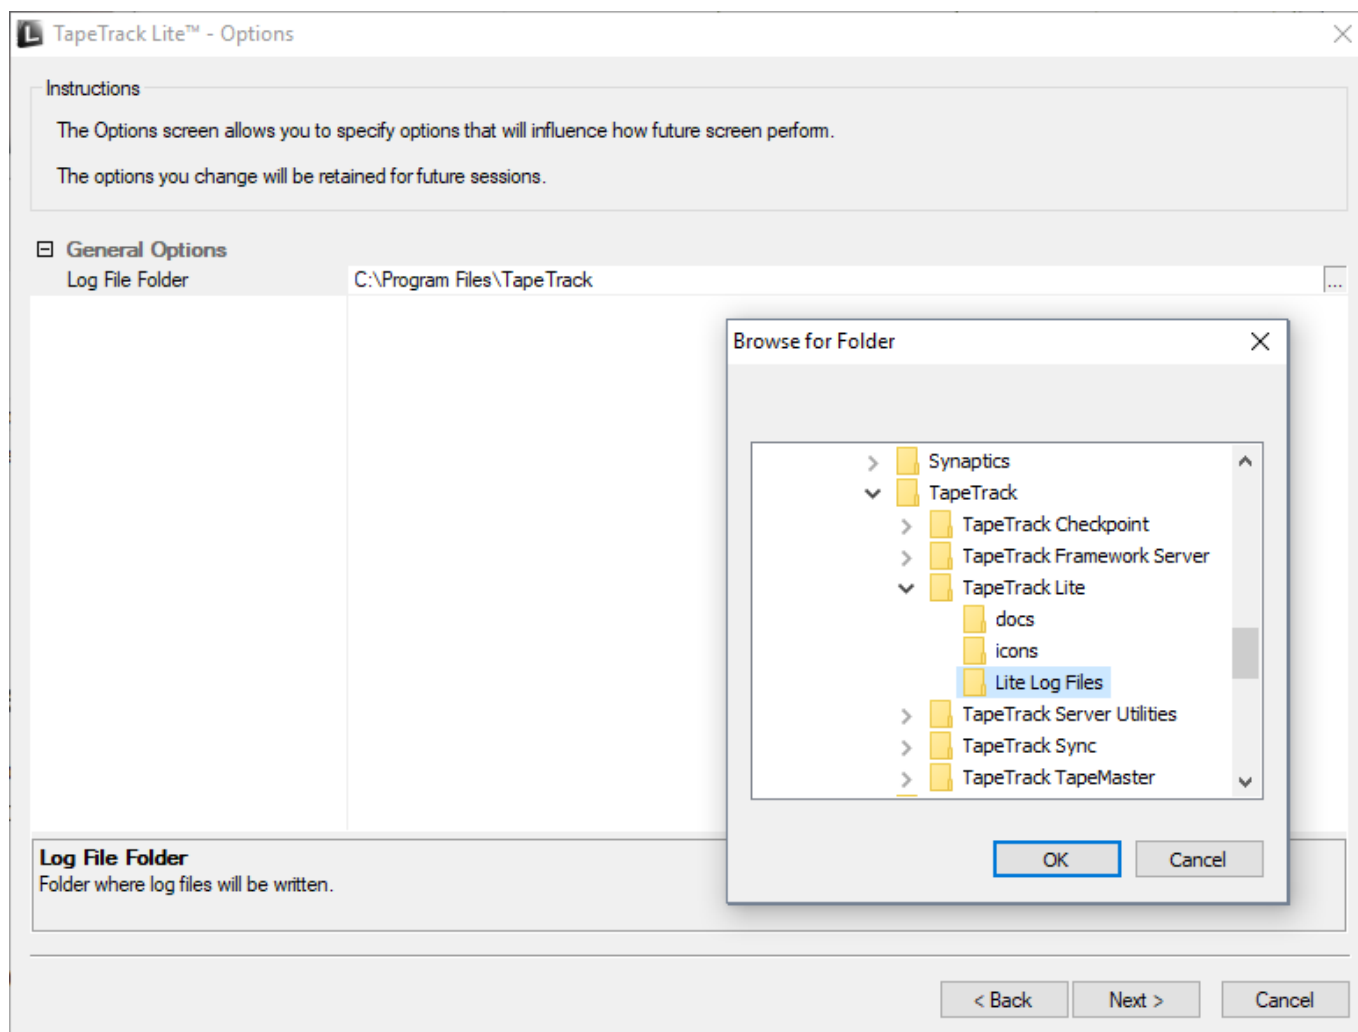 TapeTrack Lite™ - Options
Instructions
The Options screen allows you to specify options that will influence how future screen perform.
The options you change will be retained for future sessions.
General Options
Log File Folder
C:\Program Files\TapeTrack
...
Browse for Folder
Synaptics
TapeTrack
TapeTrack Checkpoint
TapeTrack Framework Server
TapeTrack Lite
docs
icons
Lite Log Files
TapeTrack Server Utilities
TapeTrack Sync
TapeTrack TapeMaster
OK
Cancel
Log File Folder
Folder where log files will be written.
< Back
Next >
Cancel